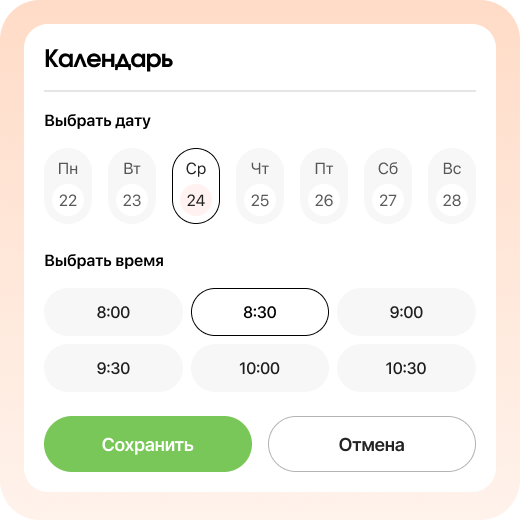 Календарь
Выбрать дату
Пн Вт Ср Чт Пт Сб Вс
22 23 24 25 26 27 28
Выбрать время
8:00 8:30 9:00
9:30 10:00 10:30
Сохранить Отмена